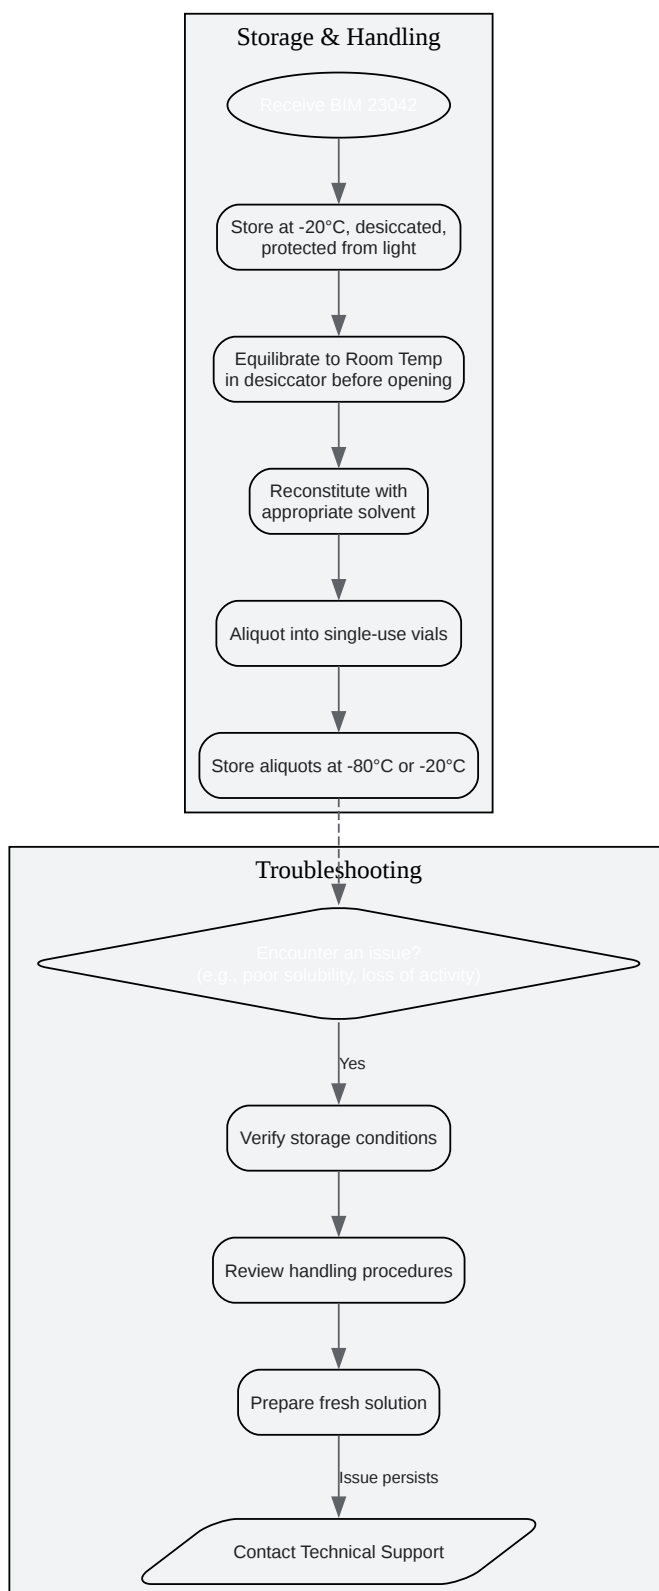 Storage & Handling
Receive BIM 23042
Store at -20°C, desiccated,
protected from light
Equilibrate to Room Temp
in desiccator before opening
Reconstitute with
appropriate solvent
Aliquot into single-use vials
Store aliquots at -80°C or -20°C
Troubleshooting
Encounter an issue?
(e.g., poor solubility, loss of activity)
Yes
Verify storage conditions
Review handling procedures
Prepare fresh solution
Issue persists
Contact Technical Support